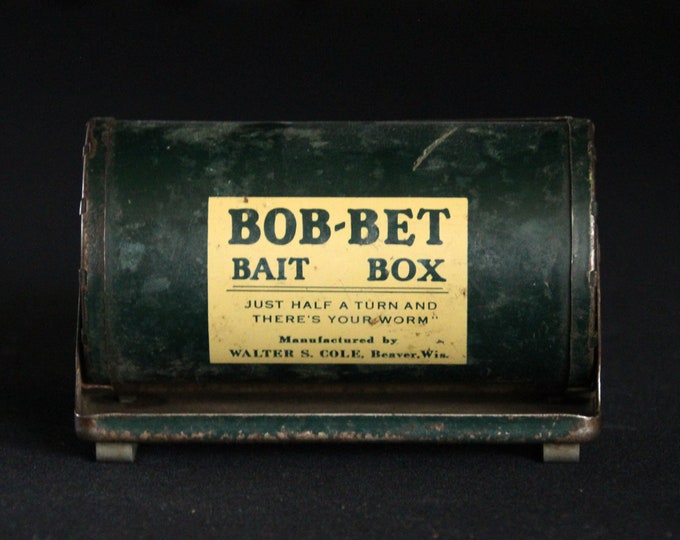 BOB-BET
BAIT BOX
JUST HALF A TURN AND
THERE'S YOUR WORM
Manufactured by
WALTER S. COLE, Beaver, Wis.